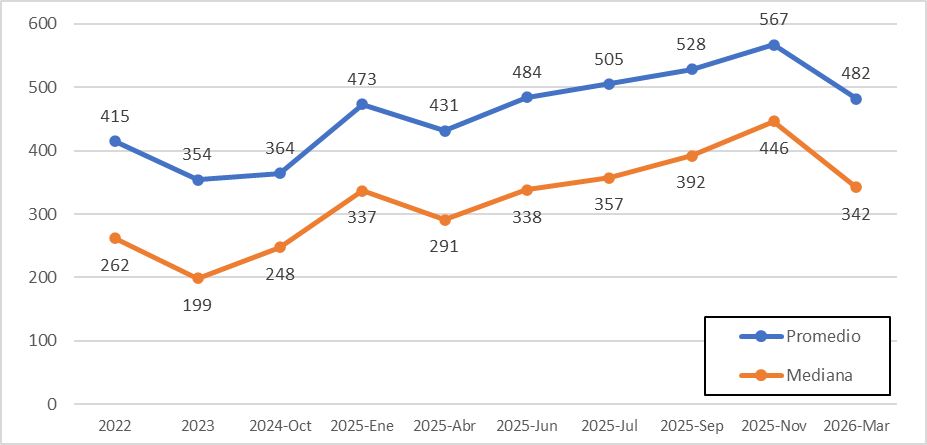 600
500
400
300
200
100
0
415 354 364 473 431 484 505 528 567 482
262 199 248 337 291 338 357 392 446 342
Promedio
Mediana
2022 2023 2024-Oct 2025-Ene 2025-Abr 2025-Jun 2025-Jul 2025-Sep 2025-Nov 2026-Mar